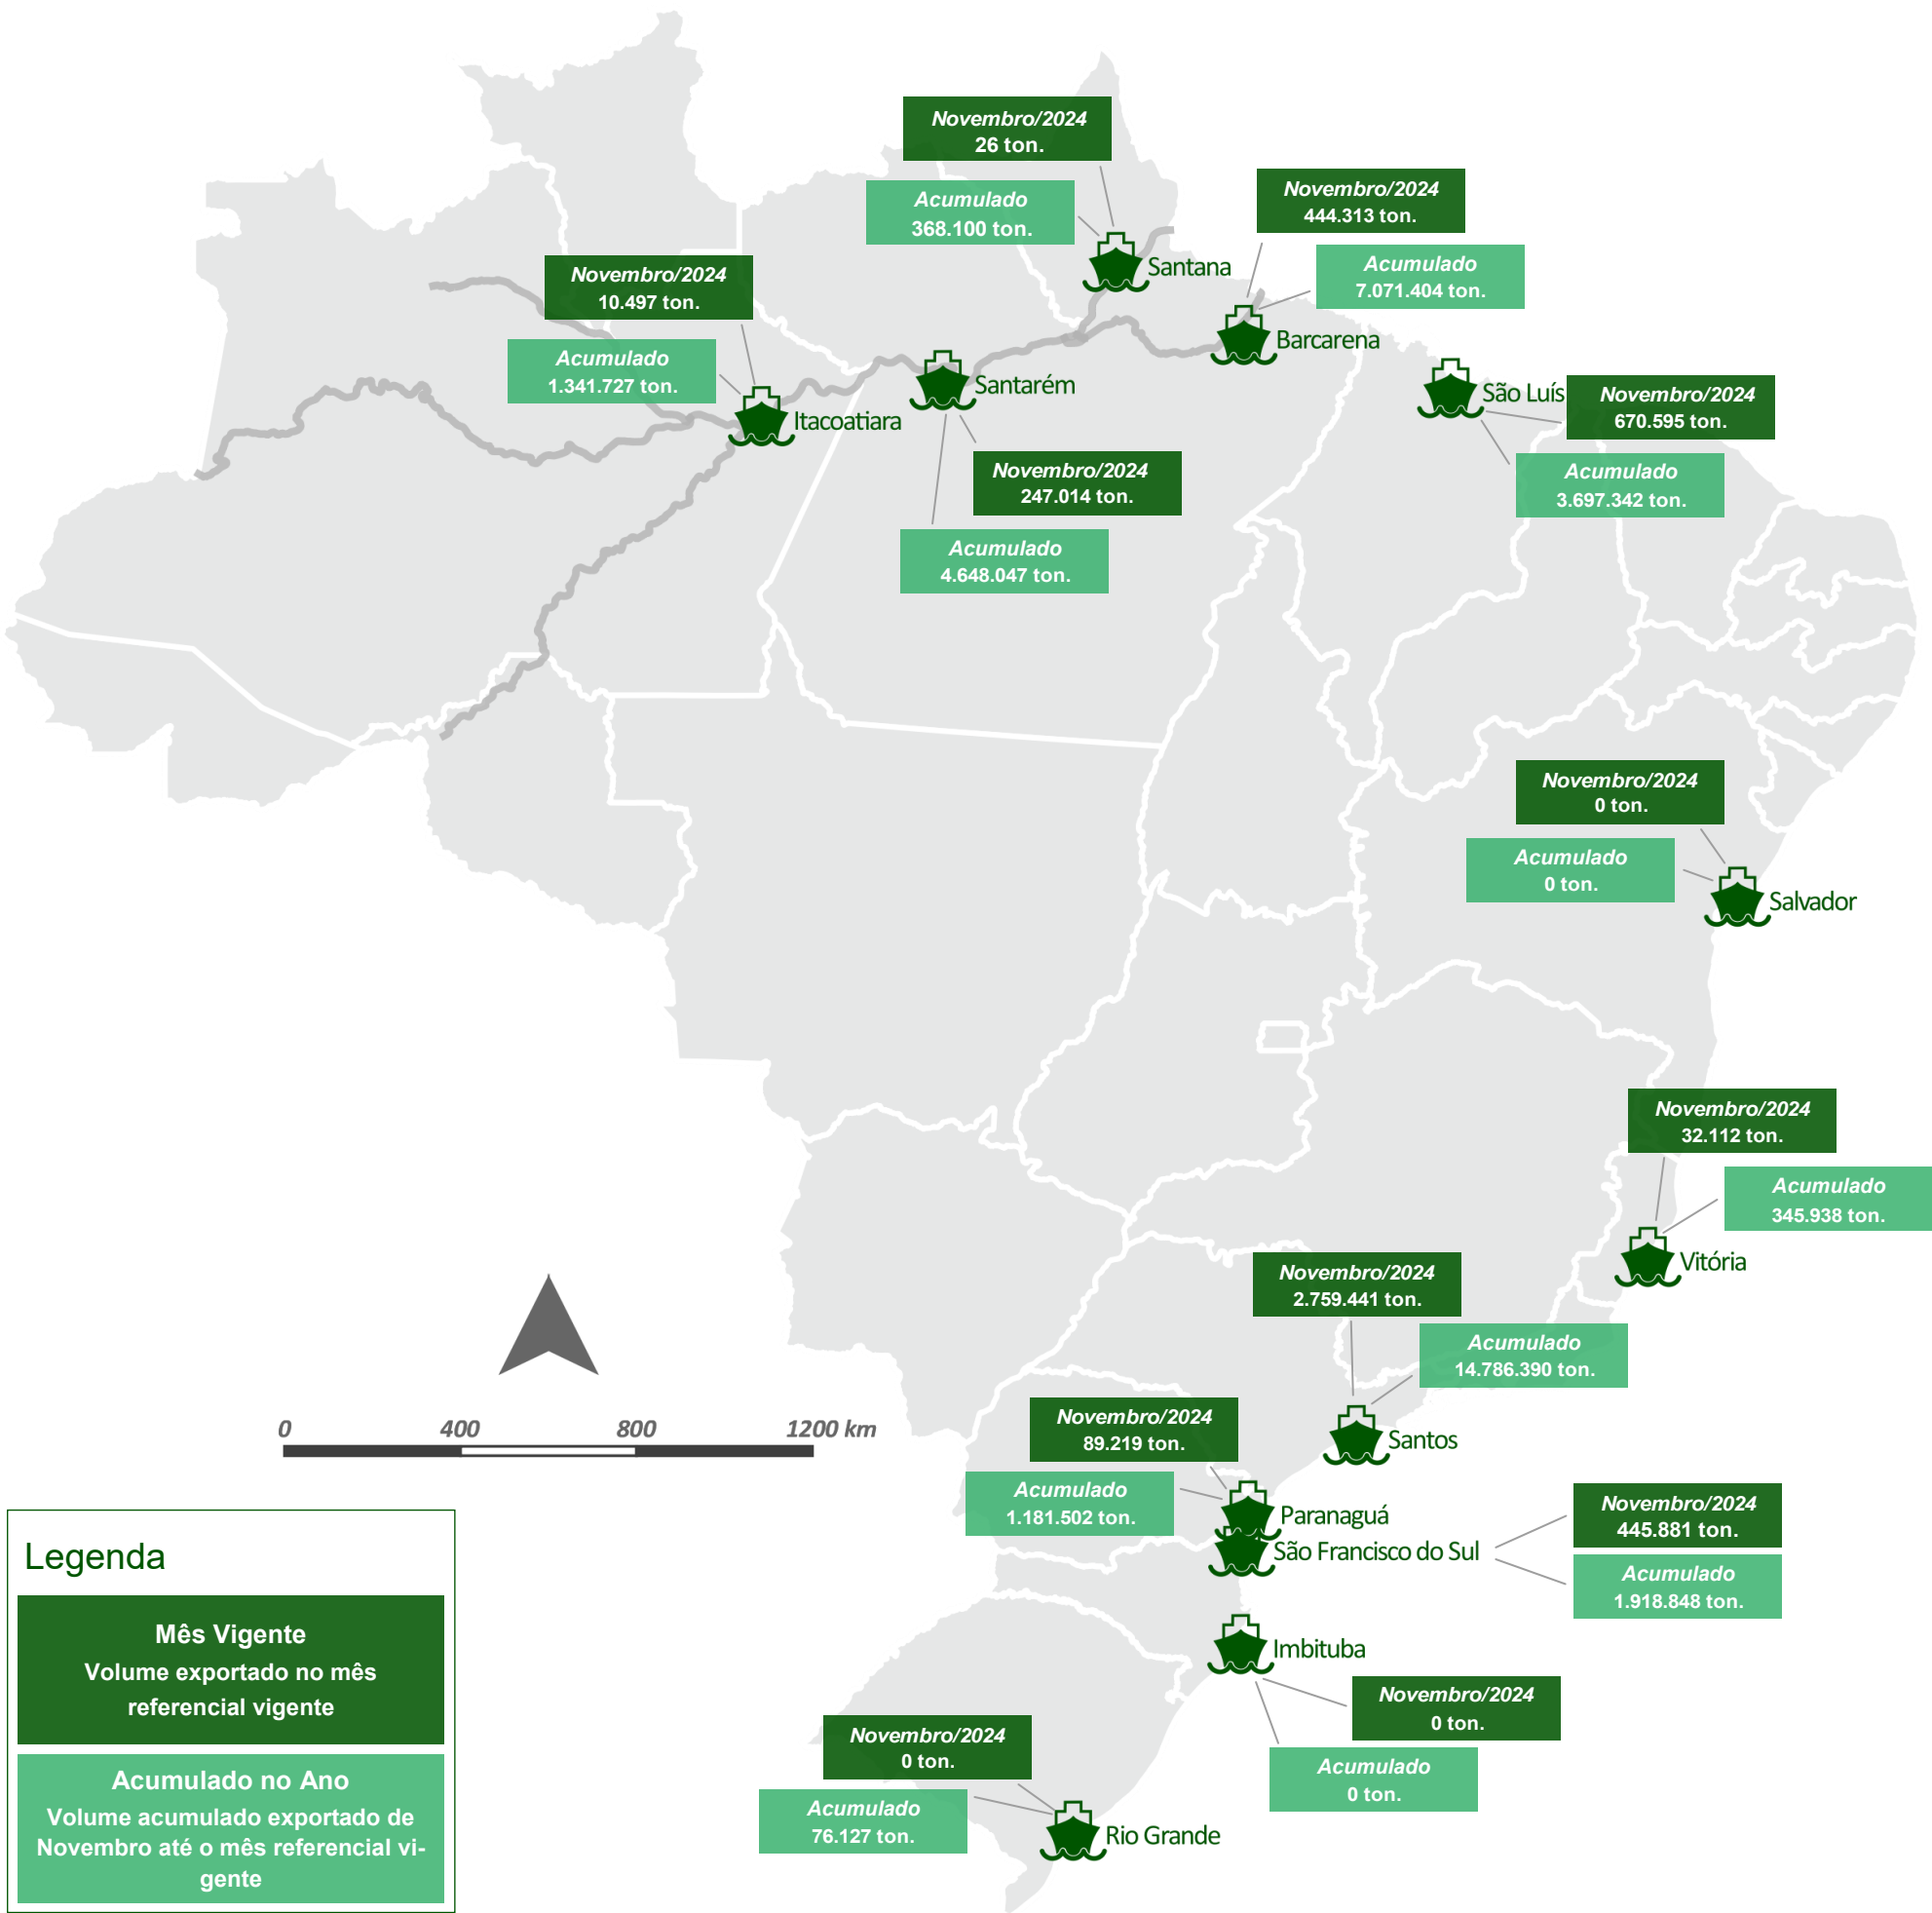 Novembro/2024
26 ton.
Acumulado
368.100 ton.
Santana
Novembro/2024
444.313 ton.
Acumulado
7.071.404 ton.
Barcarena
Novembro/2024
10.497 ton.
Acumulado
1.341.727 ton.
Itacoatiara
Santarém
Novembro/2024
247.014 ton.
Acumulado
4.648.047 ton.
São Luís
Novembro/2024
670.595 ton.
Acumulado
3.697.342 ton.
Novembro/2024
0 ton.
Acumulado
0 ton.
Salvador
Novembro/2024
32.112 ton.
Acumulado
345.938 ton.
Vitória
Novembro/2024
2.759.441 ton.
Acumulado
14.786.390 ton.
Santos
Novembro/2024
89.219 ton.
Acumulado
1.181.502 ton.
Paranaguá
São Francisco do Sul
Novembro/2024
445.881 ton.
Acumulado
1.918.848 ton.
Imbituba
Novembro/2024
0 ton.
Acumulado
0 ton.
Novembro/2024
0 ton.
Acumulado
76.127 ton.
Rio Grande
0 400 800 1200 km
Legenda
Mês Vigente
Volume exportado no mês
referencial vigente
Acumulado no Ano
Volume acumulado exportado de
Novembro até o mês referencial vi-
gente